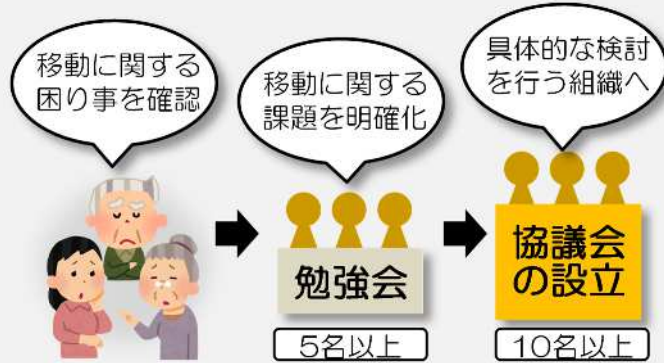 移動に関する
困り事を確認
移動に関する
課題を明確化
具体的な検討
を行う組織へ
勉強会
5名以上
協議会
の設立
10名以上